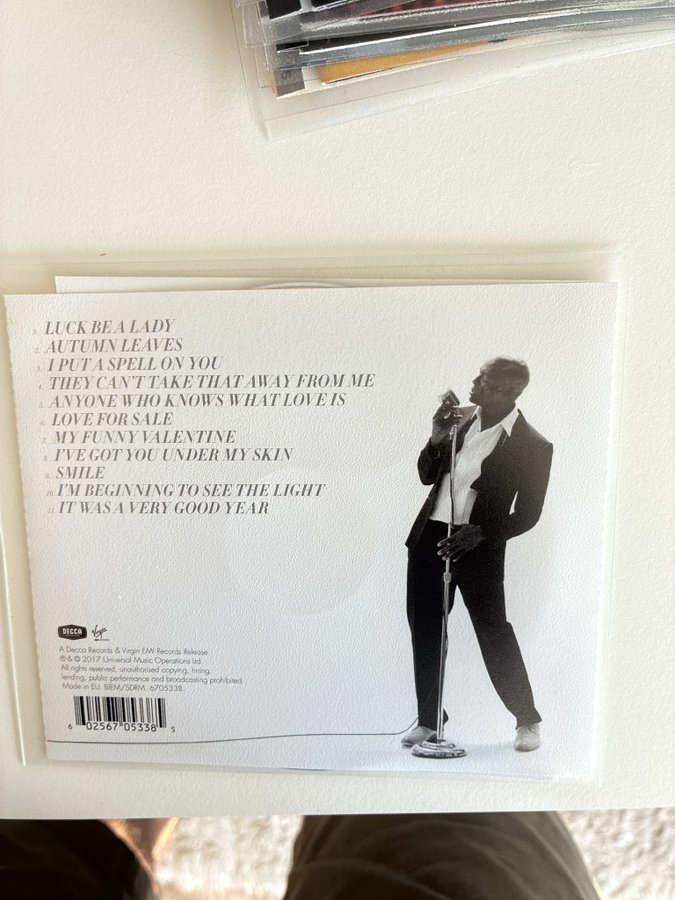 1. LUCK BE A LADY
2. AUTUMN LEAVES
3. I PUT A SPELL ON YOU
4. THEY CAN'T TAKE THAT AWAY FROM ME
5. ANYONE WHO KNOWS WHAT LOVE IS
6. LOVE FOR SALE
7. MY FUNNY VALENTINE
8. I'VE GOT YOU UNDER MY SKIN
9. SMILE
10. I'M BEGINNING TO SEE THE LIGHT
11. IT WAS A VERY GOOD YEAR
DECCA Virgin
A Decca Records & Virgin EMI Records Release
℗ & © 2017 Universal Music Operations Ltd.
All rights reserved, unauthorised copying, hiring,
lending, public performance and broadcasting prohibited.
Made in EU. BIEM/SDRM. 6705338
6 02567 05338 5